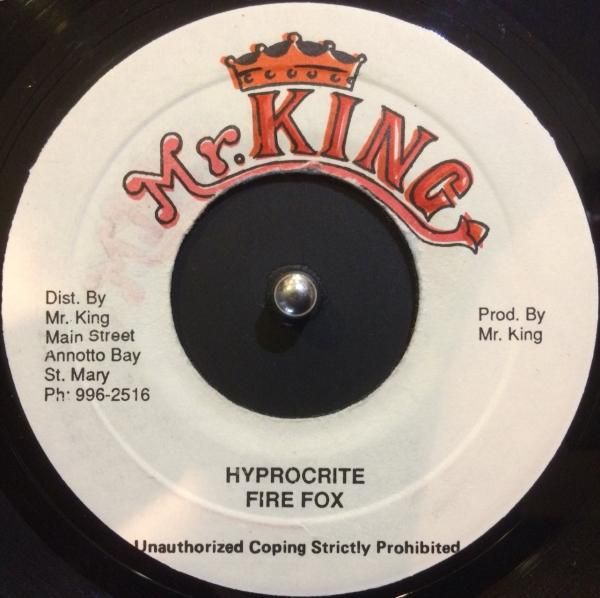 Mr. KING
Dist. By
Mr. King
Main Street
Annotto Bay
St. Mary
Ph: 996-2516
Prod. By
Mr. King
HYPROCRITE
FIRE FOX
Unauthorized Coping Strictly Prohibited